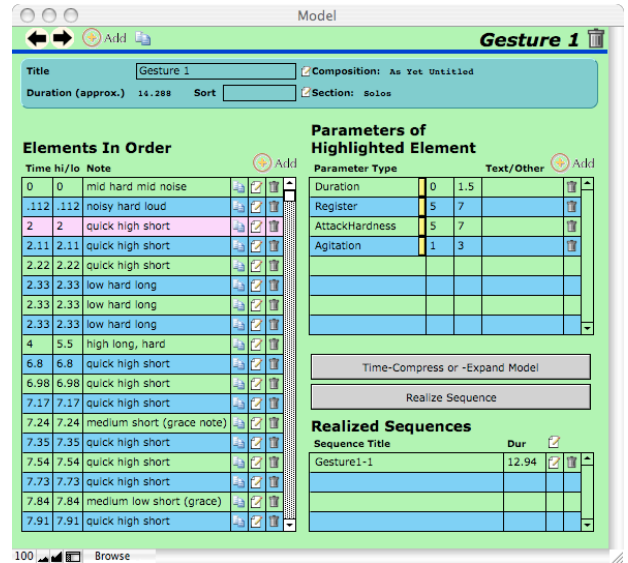 Model
Add
Gesture 1
Title Gesture 1
Composition: As Yet Untitled
Duration (approx.) 14.288 Sort
Section: Solos
Elements In Order
Add
Time hi/lo Note
0 0 mid hard mid noise
.112 .112 noisy hard loud
2 2 quick high short
2.11 2.11 quick high short
2.22 2.22 quick high short
2.33 2.33 low hard long
2.33 2.33 low hard long
2.33 2.33 low hard long
4 5.5 high long, hard
6.8 6.8 quick high short
6.98 6.98 quick high short
7.17 7.17 quick high short
7.24 7.24 medium short (grace note)
7.35 7.35 quick high short
7.54 7.54 quick high short
7.73 7.73 quick high short
7.84 7.84 medium low short (grace)
7.91 7.91 quick high short
Parameters of
Highlighted Element
Add
Parameter Type Text/Other
Duration 0 1.5
Register 5 7
AttackHardness 5 7
Agitation 1 3
Time-Compress or -Expand Model
Realize Sequence
Realized Sequences
Sequence Title Dur
Gesture1-1 12.94
100 Browse